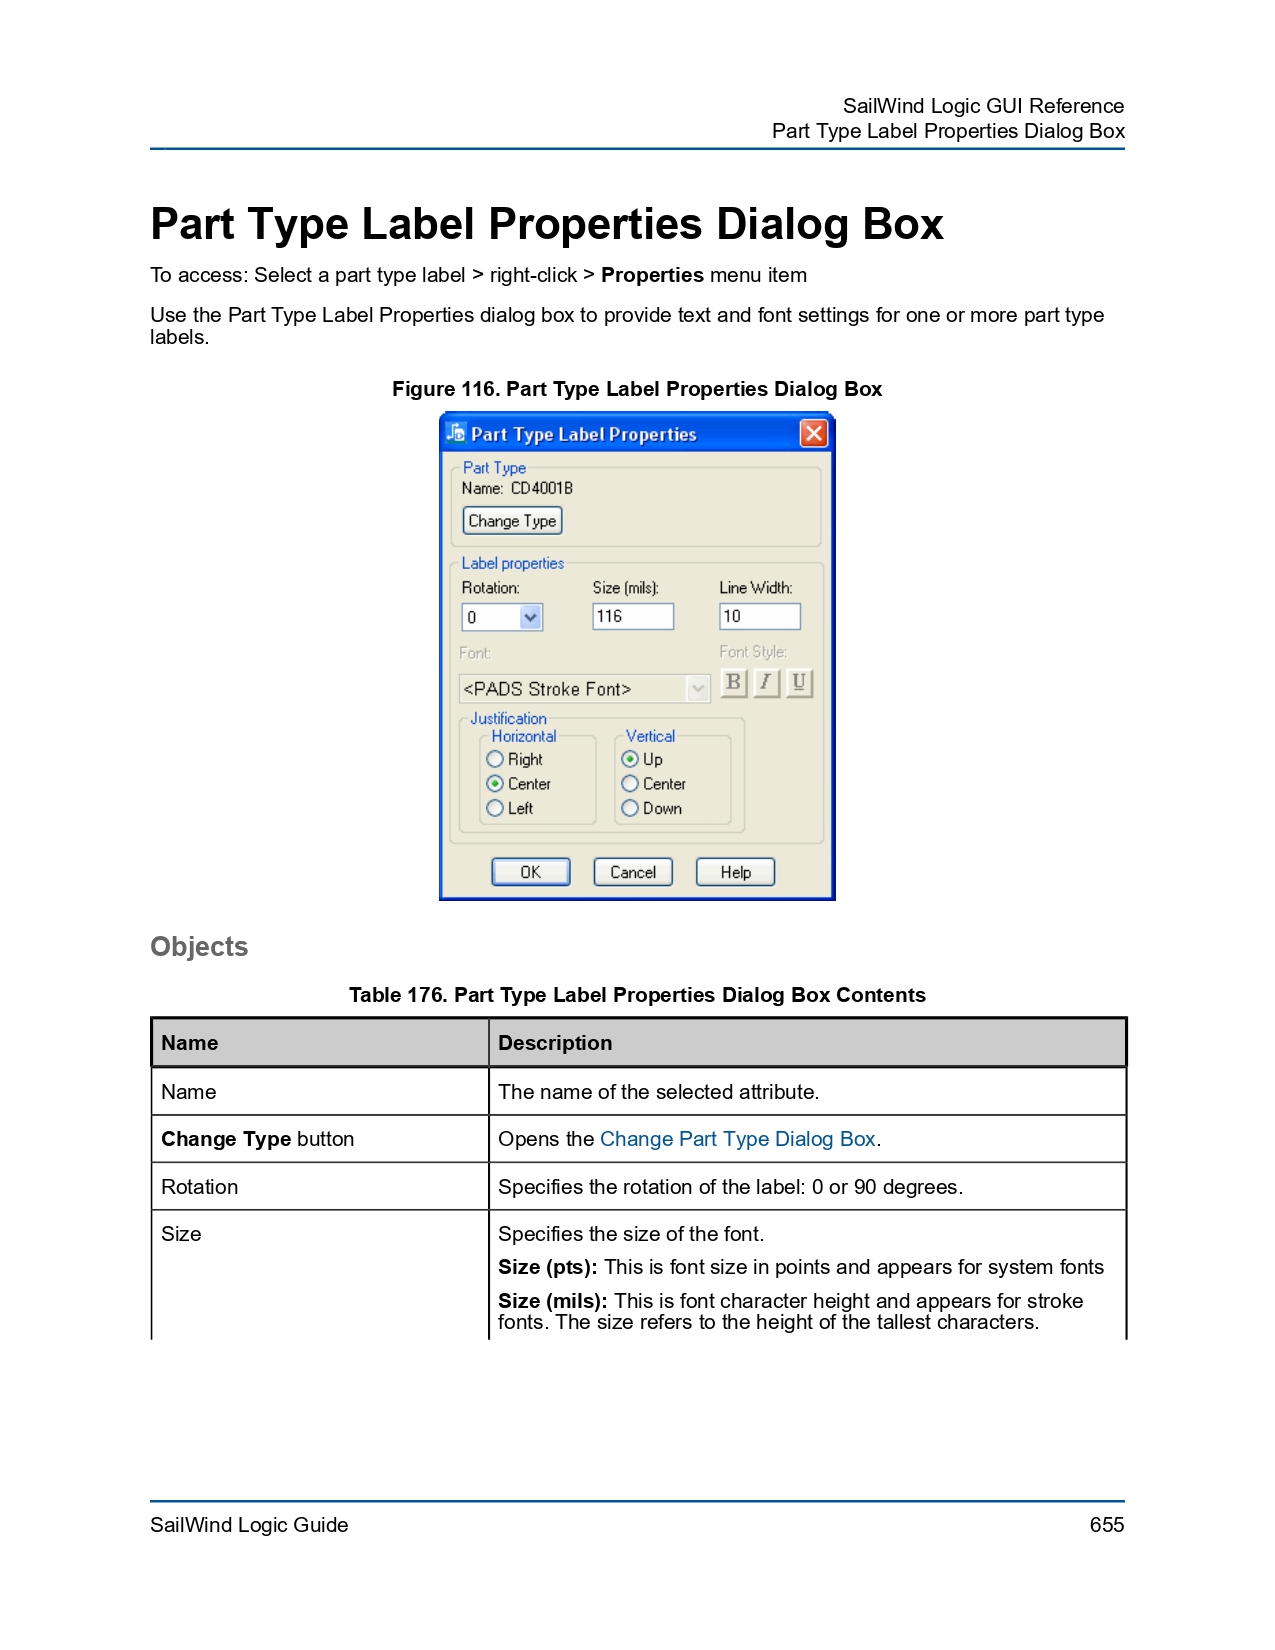 SailWind Logic GUI Reference
Part Type Label Properties Dialog Box
Part Type Label Properties Dialog Box
To access: Select a part type label > right-click > Properties menu item
Use the Part Type Label Properties dialog box to provide text and font settings for one or more part type
labels.
Figure 116. Part Type Label Properties Dialog Box
Part Type Label Properties
Part Type
Name: CD4001B
Change Type
Label properties
Rotation: Size (mils): Line Width:
0 116 10
Font: Font Style:
<PADS Stroke Font> B I U
Justification
Horizontal Vertical
Right Up
Center Center
Left Down
OK Cancel Help
Objects
Table 176. Part Type Label Properties Dialog Box Contents
Name Description
Name The name of the selected attribute.
Change Type button Opens the Change Part Type Dialog Box.
Rotation Specifies the rotation of the label: 0 or 90 degrees.
Size Specifies the size of the font.
Size (pts): This is font size in points and appears for system fonts
Size (mils): This is font character height and appears for stroke
fonts. The size refers to the height of the tallest characters.
SailWind Logic Guide 655